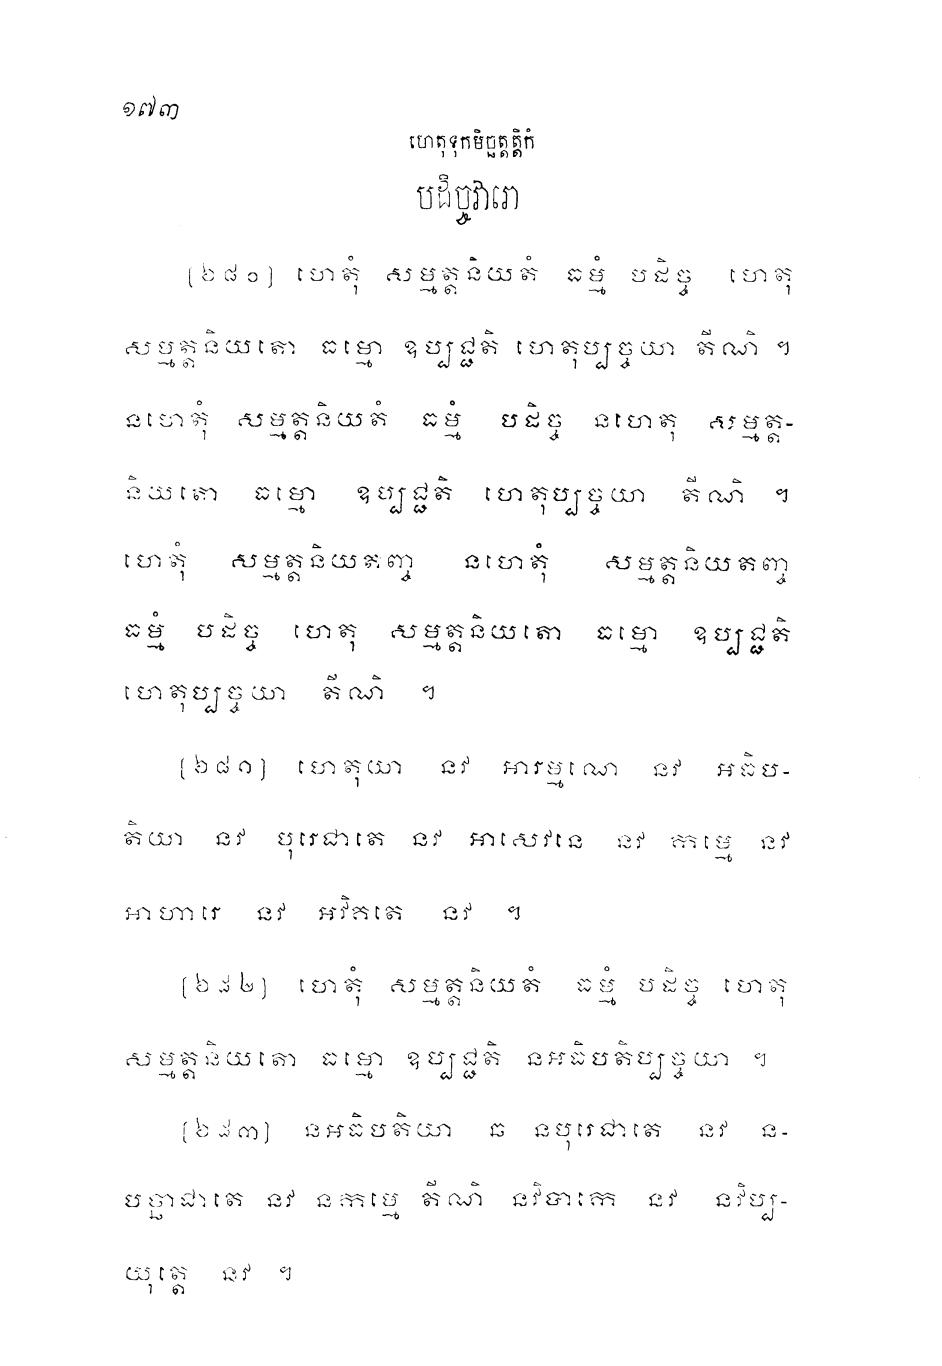 ១៧៣
ហេតុទុកមិច្ឆត្តត្តិកំ
បដិច្ចវារោ
[៦៨០] ហេតុំ សម្មត្តនិយតំ ធម្មំ បដិច្ច ហេតុ
សម្មត្តនិយតោ ធម្មោ ឧប្បជ្ជតិ ហេតុប្បច្ចយា តីណិ ។
នហេតុំ សម្មត្តនិយតំ ធម្មំ បដិច្ច នហេតុ សម្មត្ត-
និយតោ ធម្មោ ឧប្បជ្ជតិ ហេតុប្បច្ចយា តីណិ ។
ហេតុំ សម្មត្តនិយតញ្ច នហេតុំ សម្មត្តនិយតញ្ច
ធម្មំ បដិច្ច ហេតុ សម្មត្តនិយតោ ធម្មោ ឧប្បជ្ជតិ
ហេតុប្បច្ចយា តីណិ ។
[៦៨១] ហេតុយា នវ អារម្មណេ នវ អធិប-
តិយា នវ បុរេជាតេ នវ អាសេវនេ នវ កម្មេ នវ
អាហារេ នវ អវិគតេ នវ ។
[៦៨២] ហេតុំ សម្មត្តនិយតំ ធម្មំ បដិច្ច ហេតុ
សម្មត្តនិយតោ ធម្មោ ឧប្បជ្ជតិ នអធិបតិប្បច្ចយា ។
[៦៨៣] នអធិបតិយា ឆ នបុរេជាតេ នវ ន-
បច្ឆាជាតេ នវ នកម្មេ តីណិ នវិបាកេ នវ នវិប្ប-
យុត្តេ នវ ។